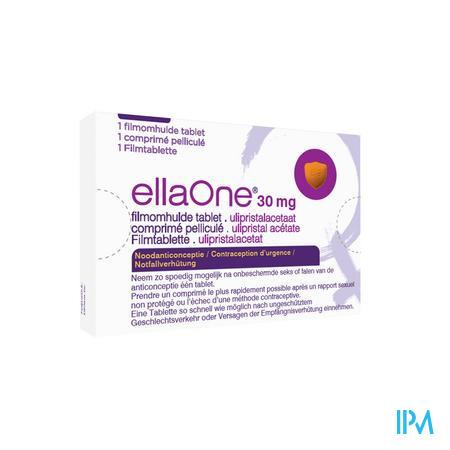 1 filmomhulde tablet
1 comprimé pelliculé
1 Filmtablette
ellaOne® 30 mg
filmomhulde tablet . ulipristalacetaat
comprimé pelliculé . ulipristal acétate
Filmtablette . ulipristalacetat
Noodanticonceptie / Contraception d'urgence /
Notfallverhütung
Neem zo spoedig mogelijk na onbeschermde seks of falen van de
anticonceptie één tablet.
Prendre un comprimé le plus rapidement possible après un rapport sexuel
non protégé ou l'échec d'une méthode contraceptive.
Eine Tablette so schnell wie möglich nach ungeschütztem
Geschlechtsverkehr oder Versagen der Empfängnisverhütung einnehmen.
IPM